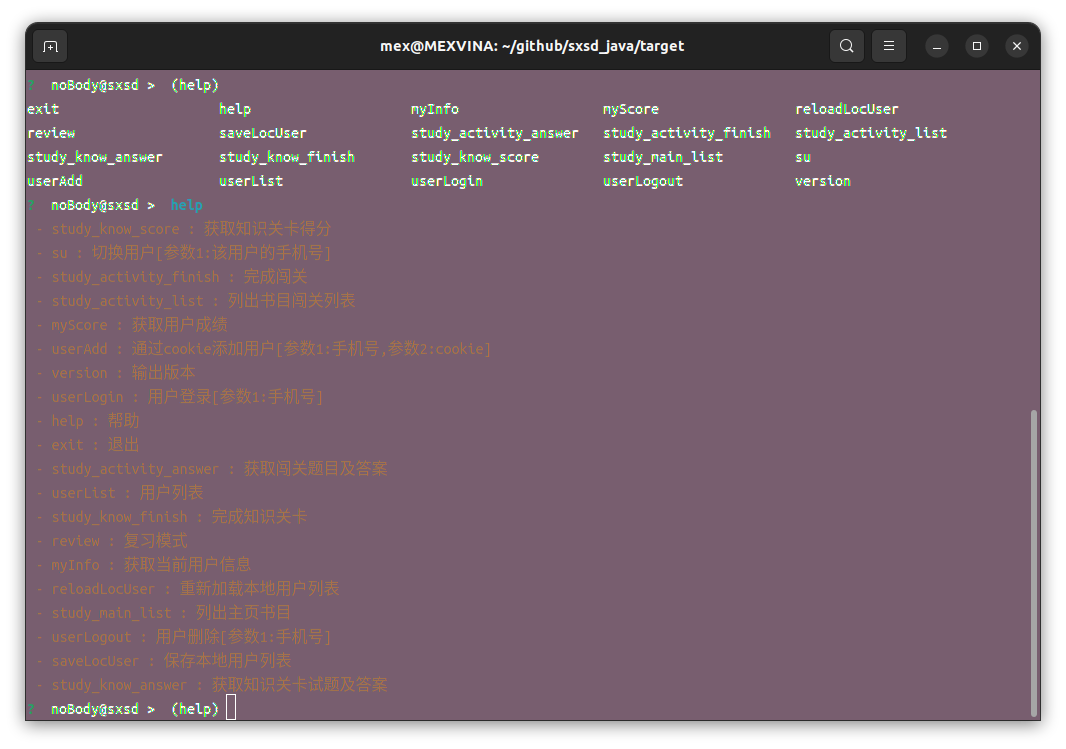 mex@MEXVINA: ~/github/sxsd_java/target
? noBody@sxsd > (help)
exit help myInfo myScore reloadLocUser
review saveLocUser study_activity_answer study_activity_finish study_activity_list
study_know_answer study_know_finish study_know_score study_main_list su
userAdd userList userLogin userLogout version
? noBody@sxsd > help
- study_know_score : 获取知识关卡得分
- su : 切换用户[参数1:该用户的手机号]
- study_activity_finish : 完成闯关
- study_activity_list : 列出书目闯关列表
- myScore : 获取用户成绩
- userAdd : 通过cookie添加用户[参数1:手机号,参数2:cookie]
- version : 输出版本
- userLogin : 用户登录[参数1:手机号]
- help : 帮助
- exit : 退出
- study_activity_answer : 获取闯关题目及答案
- userList : 用户列表
- study_know_finish : 完成知识关卡
- review : 复习模式
- myInfo : 获取当前用户信息
- reloadLocUser : 重新加载本地用户列表
- study_main_list : 列出主页书目
- userLogout : 用户删除[参数1:手机号]
- saveLocUser : 保存本地用户列表
- study_know_answer : 获取知识关卡试题及答案
? noBody@sxsd > (help)